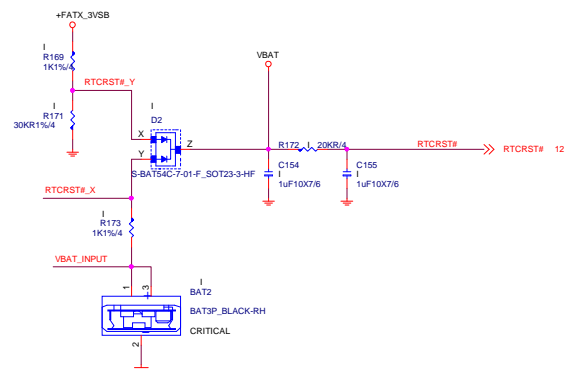 +FATX_3VSB
I
R169
1K1%/4
RTCRST#_Y
I
R171
30KR1%/4
I
D2
X
Y
Z
S-BAT54C-7-01-F_SOT23-3-HF
VBAT
R172 I 20KR/4
C154
I
1uF10X7/6
C155
I
1uF10X7/6
RTCRST#
RTCRST# 12
RTCRST#_X
I
R173
1K1%/4
VBAT_INPUT
1
3
+
I
BAT2
BAT3P_BLACK-RH
CRITICAL
-
2